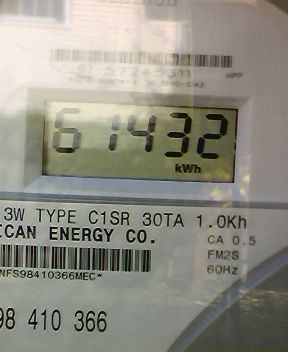 61432
kWh
3W TYPE C1SR 30TA 1.0Kh
ICAN ENERGY CO.
CA 0.5
FM2S
60Hz
NFS98410366MEC*
98 410 366